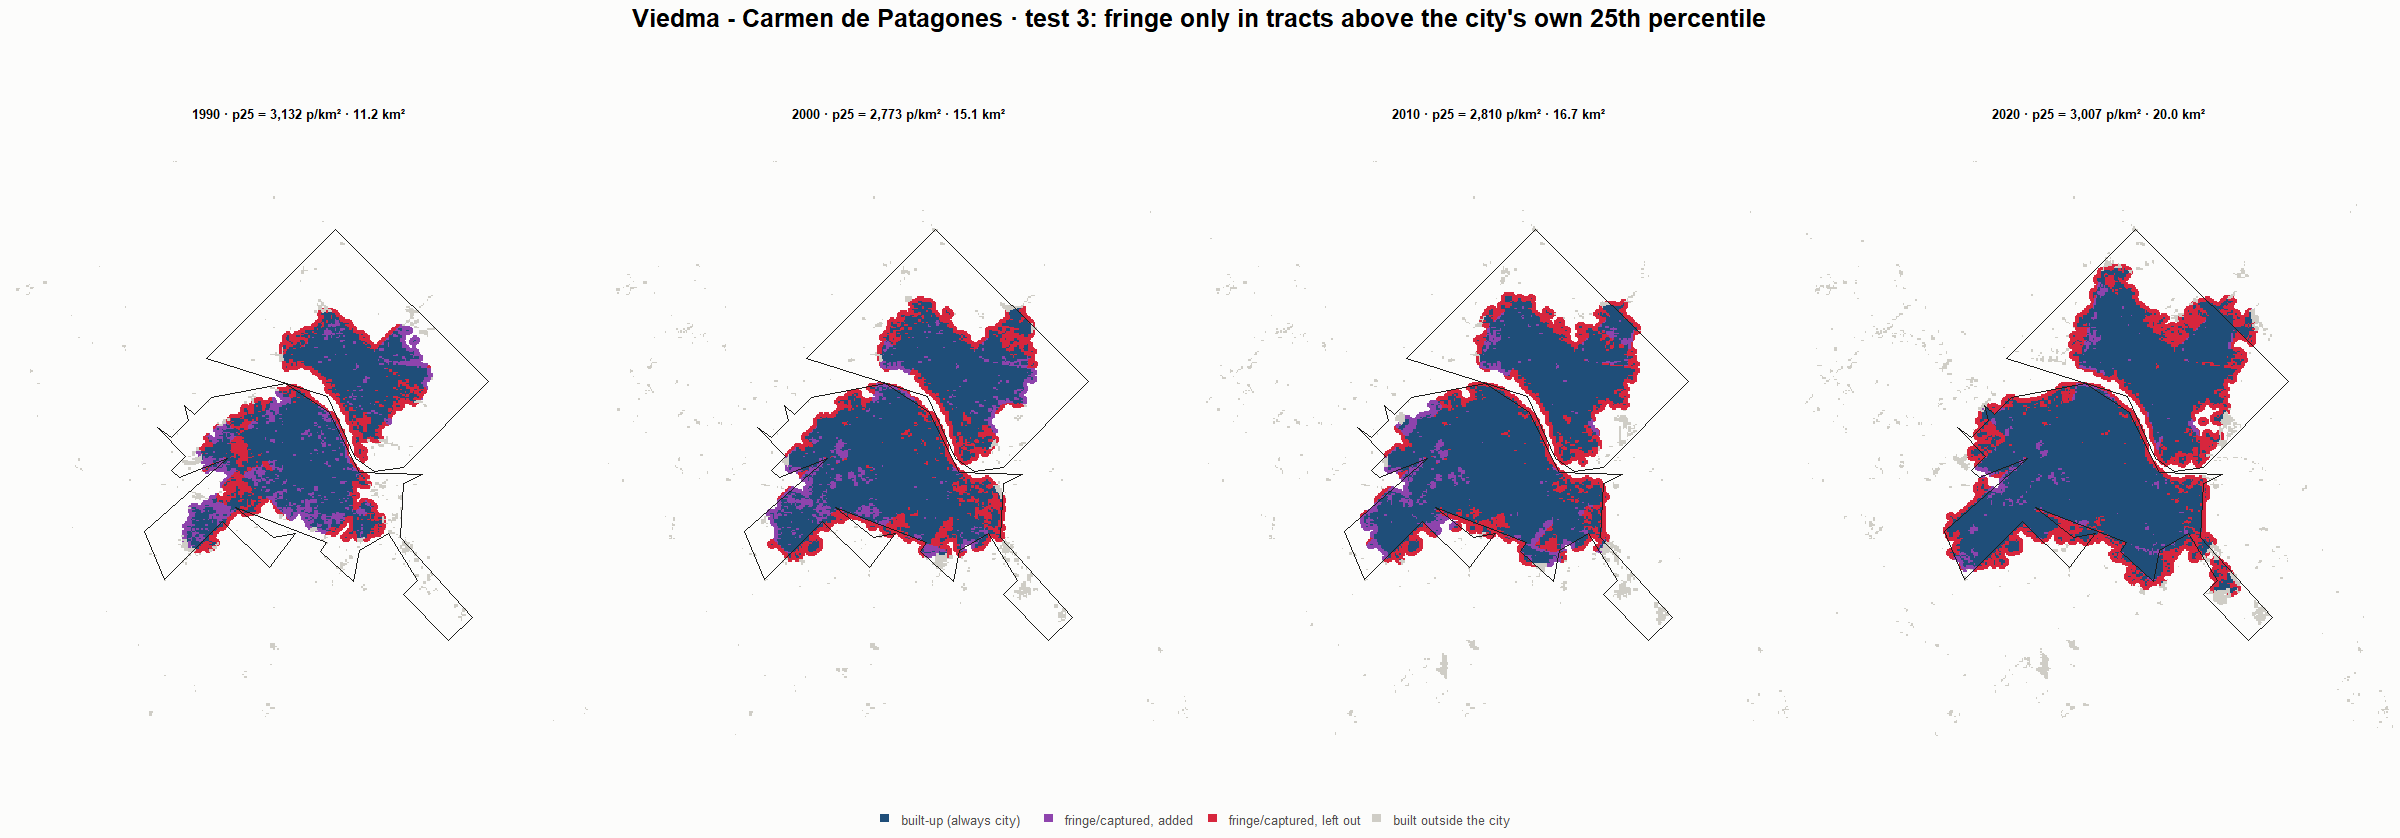 Viedma - Carmen de Patagones · test 3: fringe only in tracts above the city's own 25th percentile
1990 · p25 = 3,132 p/km² · 11.2 km²
2000 · p25 = 2,773 p/km² · 15.1 km²
2010 · p25 = 2,810 p/km² · 16.7 km²
2020 · p25 = 3,007 p/km² · 20.0 km²
built-up (always city)
fringe/captured, added
fringe/captured, left out
built outside the city